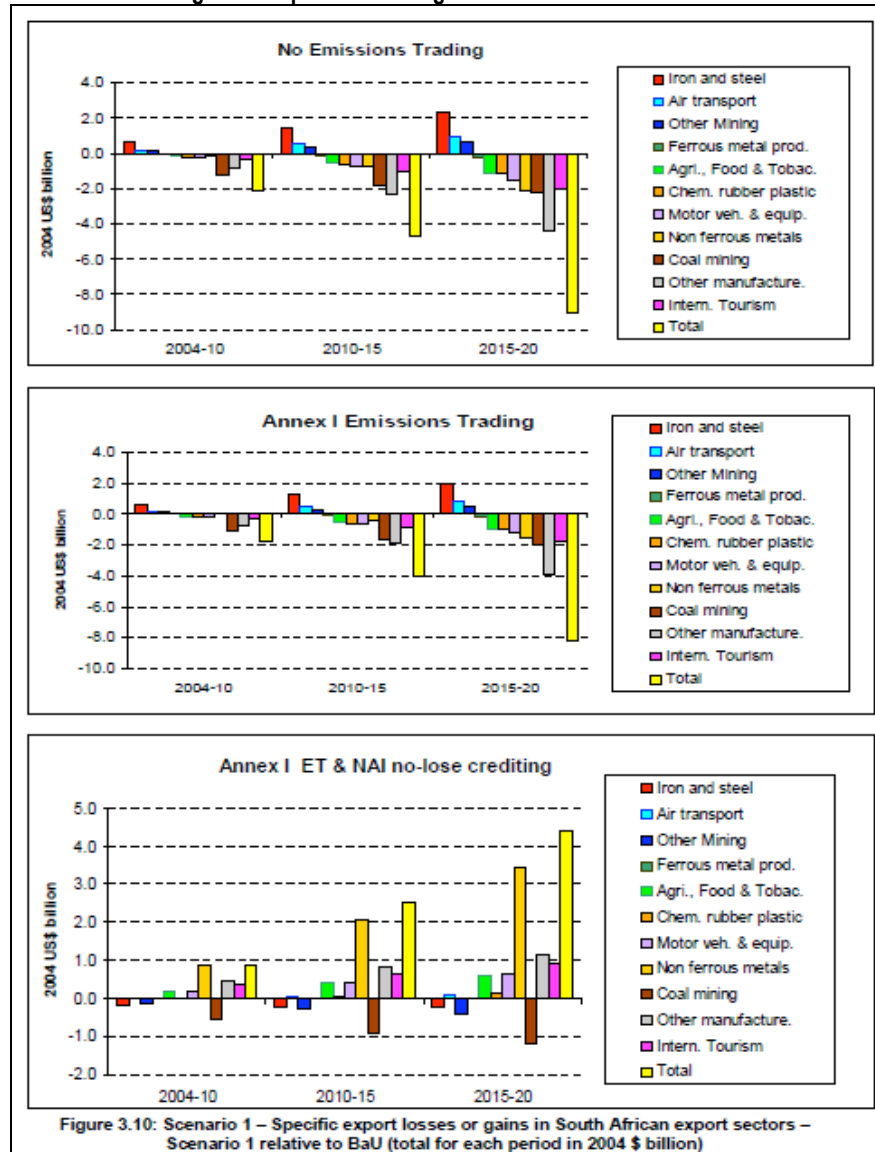 No Emissions Trading
4.0
2.0
0.0
-2.0
-4.0
-6.0
-8.0
-10.0
2004 US$ billion
2004-10 2010-15 2015-20
Iron and steel
Air transport
Other Mining
Ferrous metal prod.
Agri., Food & Tobac.
Chem. rubber plastic
Motor veh. & equip.
Non ferrous metals
Coal mining
Other manufacture.
Intern. Tourism
Total
Annex I Emissions Trading
4.0
2.0
0.0
-2.0
-4.0
-6.0
-8.0
-10.0
2004 US$ billion
2004-10 2010-15 2015-20
Iron and steel
Air transport
Other Mining
Ferrous metal prod.
Agri., Food & Tobac.
Chem. rubber plastic
Motor veh. & equip.
Non ferrous metals
Coal mining
Other manufacture.
Intern. Tourism
Total
Annex I ET & NAI no-lose crediting
5.0
4.0
3.0
2.0
1.0
0.0
-1.0
-2.0
2004 US$ billion
2004-10 2010-15 2015-20
Iron and steel
Air transport
Other Mining
Ferrous metal prod.
Agri., Food & Tobac.
Chem. rubber plastic
Motor veh. & equip.
Non ferrous metals
Coal mining
Other manufacture.
Intern. Tourism
Total
Figure 3.10: Scenario 1 – Specific export losses or gains in South African export sectors –
Scenario 1 relative to BaU (total for each period in 2004 $ billion)